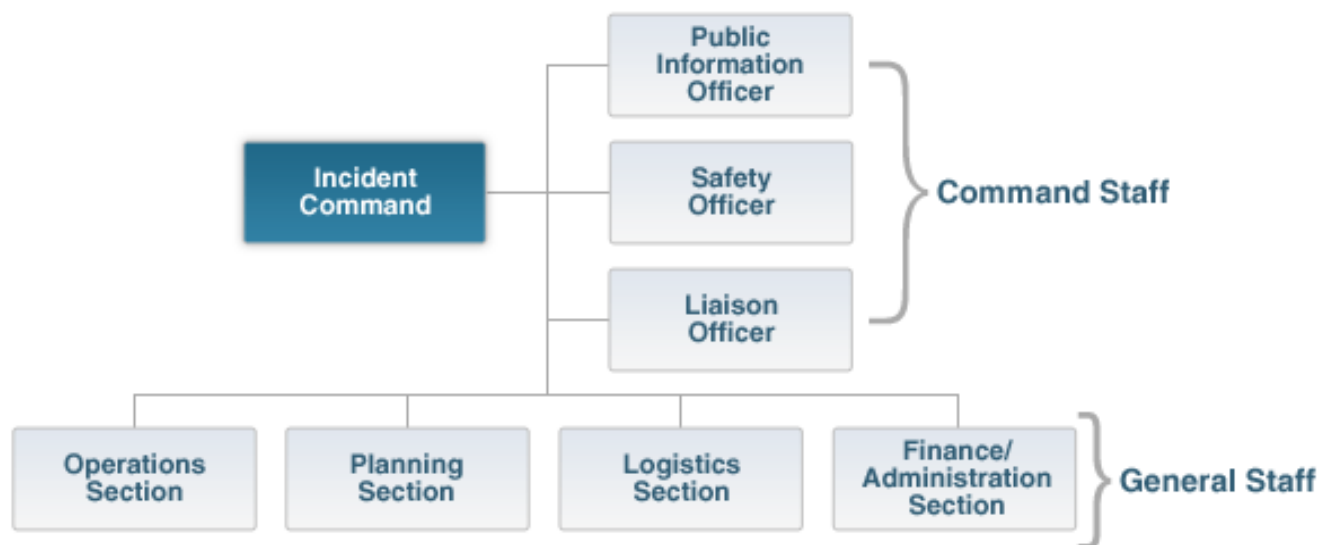 Public
Information
Officer
Incident
Command
Safety
Officer
Command Staff
Liaison
Officer
Operations
Section
Planning
Section
Logistics
Section
Finance/
Administration
Section
General Staff